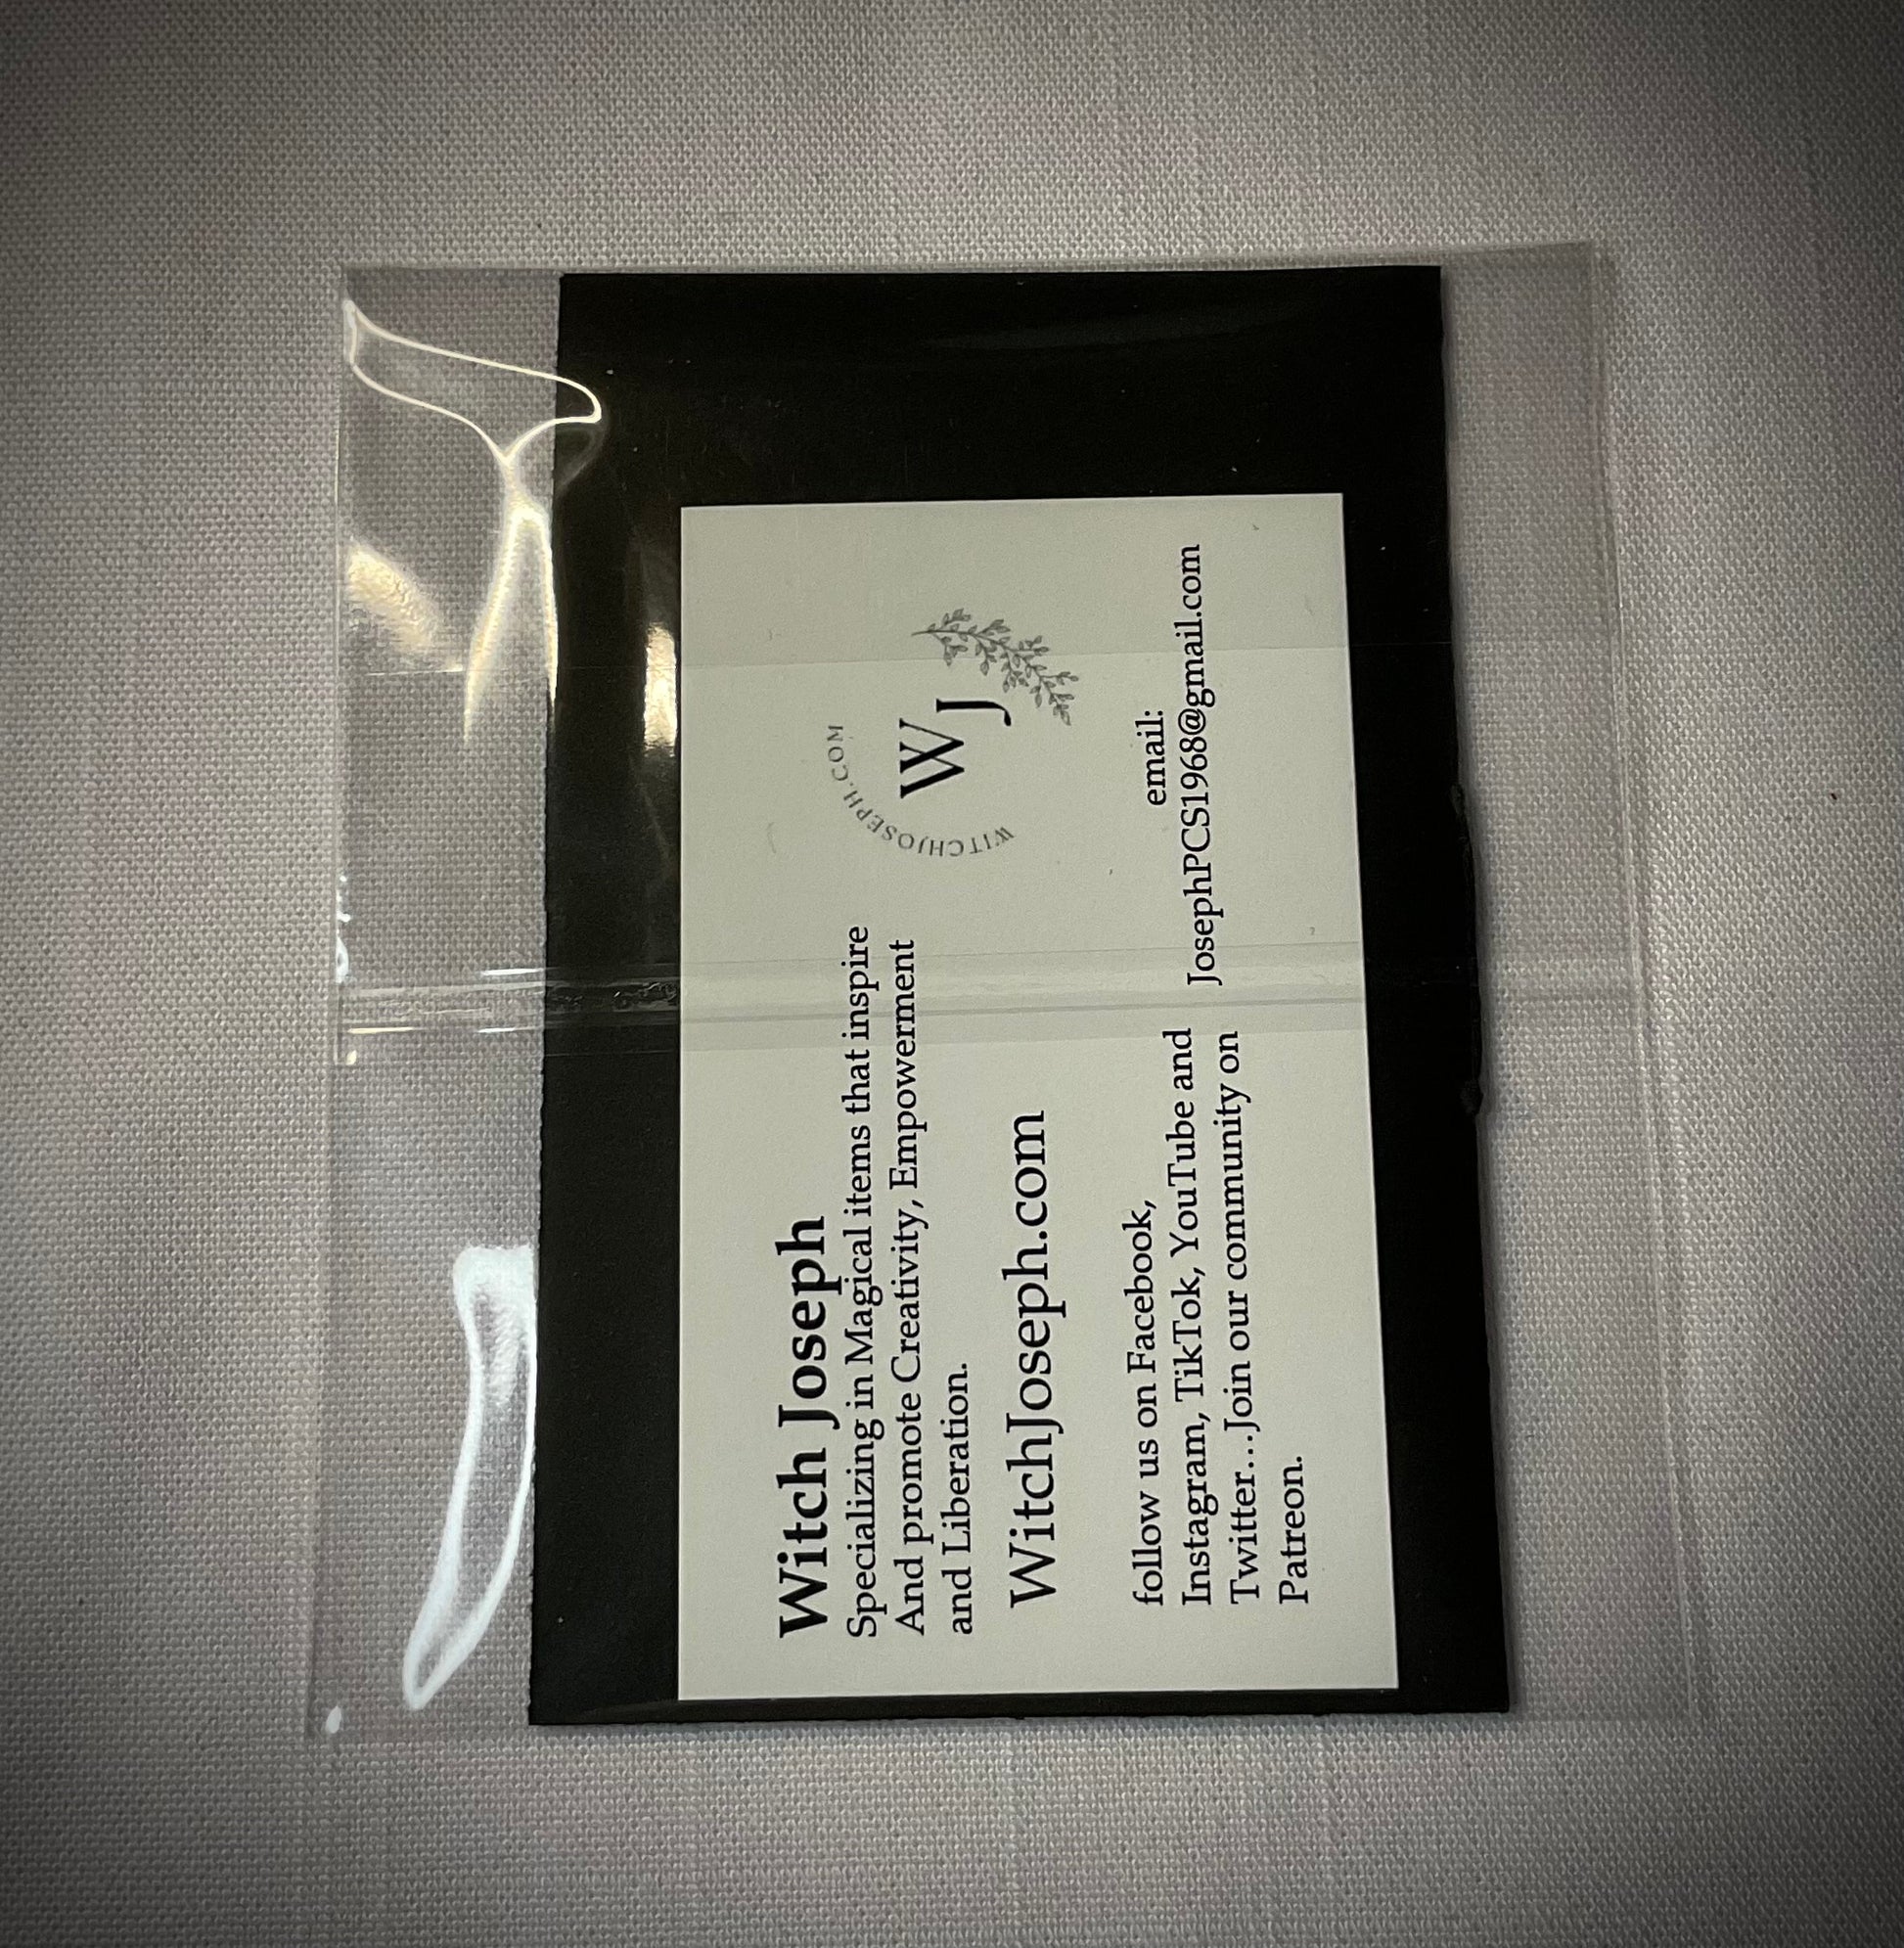 Witch Joseph
Specializing in Magical items that inspire
And promote Creativity, Empowerment
and Liberation.
WitchJoseph.com
WITCHJOSEPH.COM
WJ
follow us on Facebook,
Instagram, TikTok, YouTube and
Twitter...Join our community on
Patreon.
email:
JosephPCS1968@gmail.com